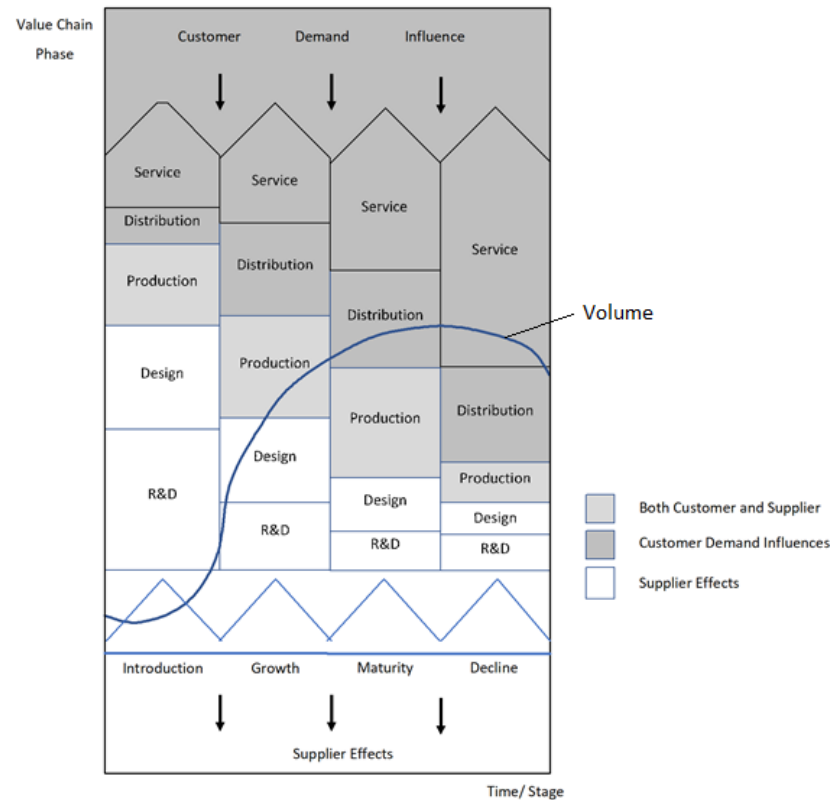 Value Chain
Phase
Customer Demand Influence
Service
Distribution
Production
Design
R&D
Service
Distribution
Production
Design
R&D
Service
Distribution
Production
Design
R&D
Service
Distribution
Production
Design
R&D
Volume
Both Customer and Supplier
Customer Demand Influences
Supplier Effects
Introduction Growth Maturity Decline
Supplier Effects
Time/ Stage